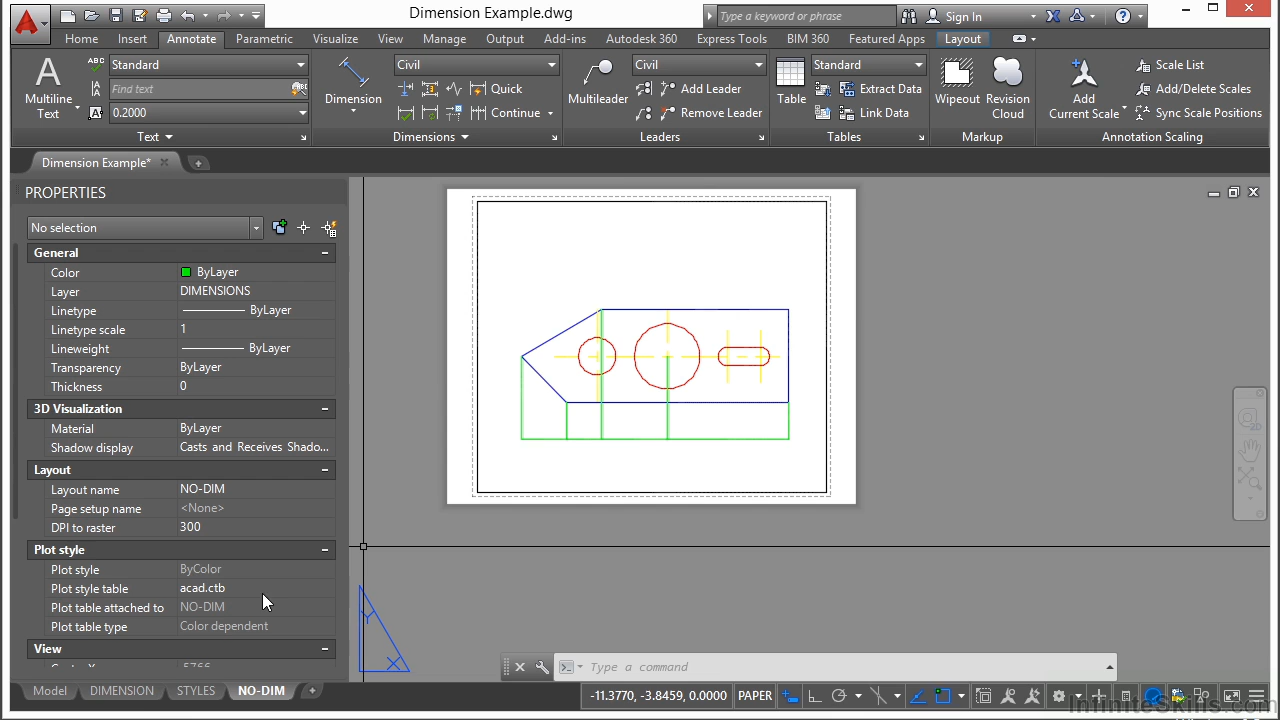 Dimension Example.dwg
Type a keyword or phrase
Sign In
Home Insert Annotate Parametric Visualize View Manage Output Add-ins Autodesk 360 Express Tools BIM 360 Featured Apps Layout
A
Multiline
Text
ABC
Standard
Find text
0.2000
Text
Dimension
Civil
Quick
Continue
Dimensions
Multileader
Civil
Add Leader
Remove Leader
Leaders
Table
Standard
Extract Data
Link Data
Tables
Wipeout
Revision
Cloud
Markup
Add
Current Scale
Scale List
Add/Delete Scales
Sync Scale Positions
Annotation Scaling
Dimension Example*
PROPERTIES
No selection
General
Color ByLayer
Layer DIMENSIONS
Linetype ByLayer
Linetype scale 1
Lineweight ByLayer
Transparency ByLayer
Thickness 0
3D Visualization
Material ByLayer
Shadow display Casts and Receives Shado...
Layout
Layout name NO-DIM
Page setup name <None>
DPI to raster 300
Plot style
Plot style ByColor
Plot style table acad.ctb
Plot table attached to NO-DIM
Plot table type Color dependent
View
Y
X
2D
Type a command
Model DIMENSION STYLES NO-DIM
-11.3770, -3.8459, 0.0000 PAPER
InfiniteSkills.com